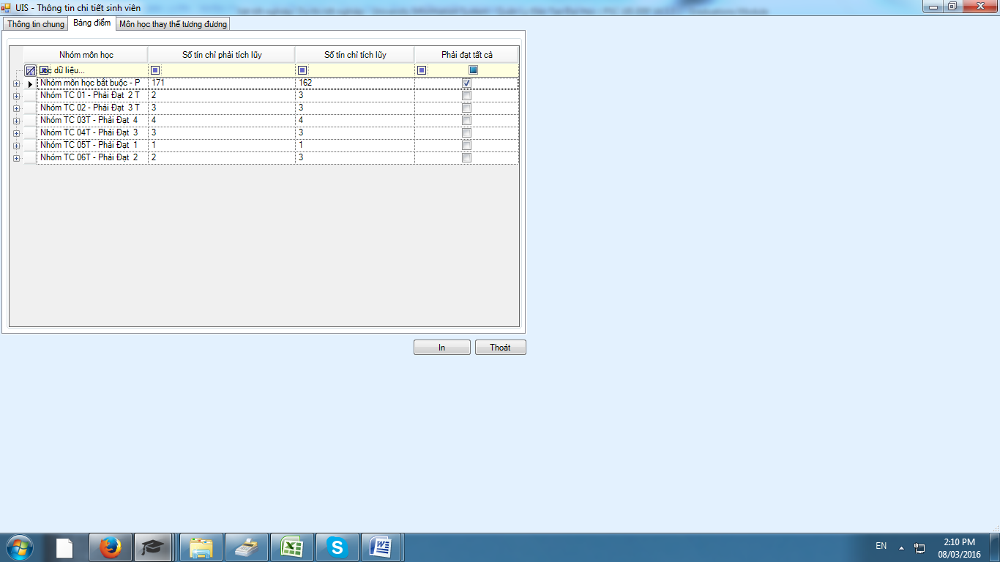 UIS - Thông tin chi tiết sinh viên
Thông tin chung Bảng điểm Môn học thay thế tương đương
Nhóm môn học Số tín chỉ phải tích lũy Số tín chỉ tích lũy Phải đạt tất cả
ọc dữ liệu...
Nhóm môn học bắt buộc - P 171 162
Nhóm TC 01 - Phải Đạt 2 T 2 3
Nhóm TC 02 - Phải Đạt 3 T 3 3
Nhóm TC 03T - Phải Đạt 4 4 4
Nhóm TC 04T - Phải Đạt 3 3 3
Nhóm TC 05T - Phải Đạt 1 1 1
Nhóm TC 06T - Phải Đạt 2 2 3
In Thoát
EN 2:10 PM
08/03/2016